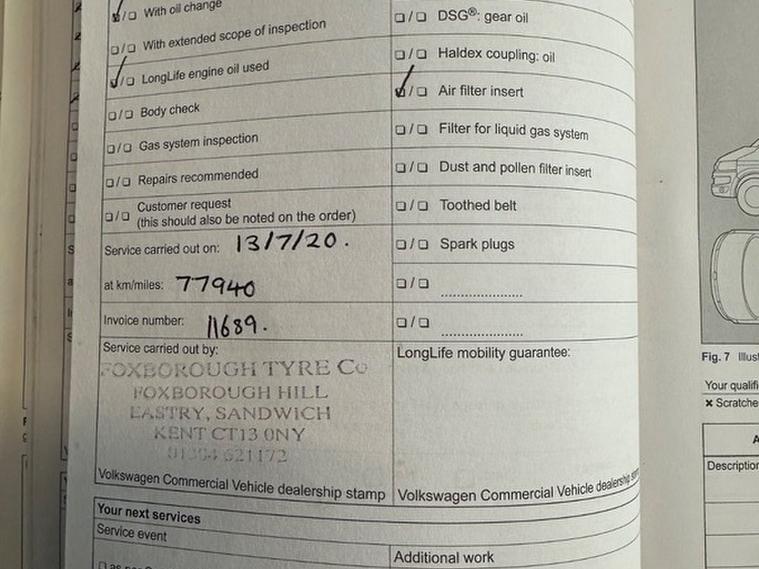 ☑/☐ With oil change
☐/☐ With extended scope of inspection
☑/☐ LongLife engine oil used
☐/☐ Body check
☐/☐ Gas system inspection
☐/☐ Repairs recommended
☐/☐ Customer request
(this should also be noted on the order)
Service carried out on: 13/7/20.
at km/miles: 77940
Invoice number: 11689.
Service carried out by:
FOXBOROUGH TYRE Co
FOXBOROUGH HILL
EASTRY, SANDWICH
KENT CT13 0NY
01304 621172
Volkswagen Commercial Vehicle dealership stamp
☐/☐ DSG®: gear oil
☐/☐ Haldex coupling: oil
☑/☐ Air filter insert
☐/☐ Filter for liquid gas system
☐/☐ Dust and pollen filter insert
☐/☐ Toothed belt
☐/☐ Spark plugs
☐/☐ ....................
☐/☐ ....................
LongLife mobility guarantee:
Volkswagen Commercial Vehicle dealership
Your next services
Service event
Additional work
Fig. 7
Your
×